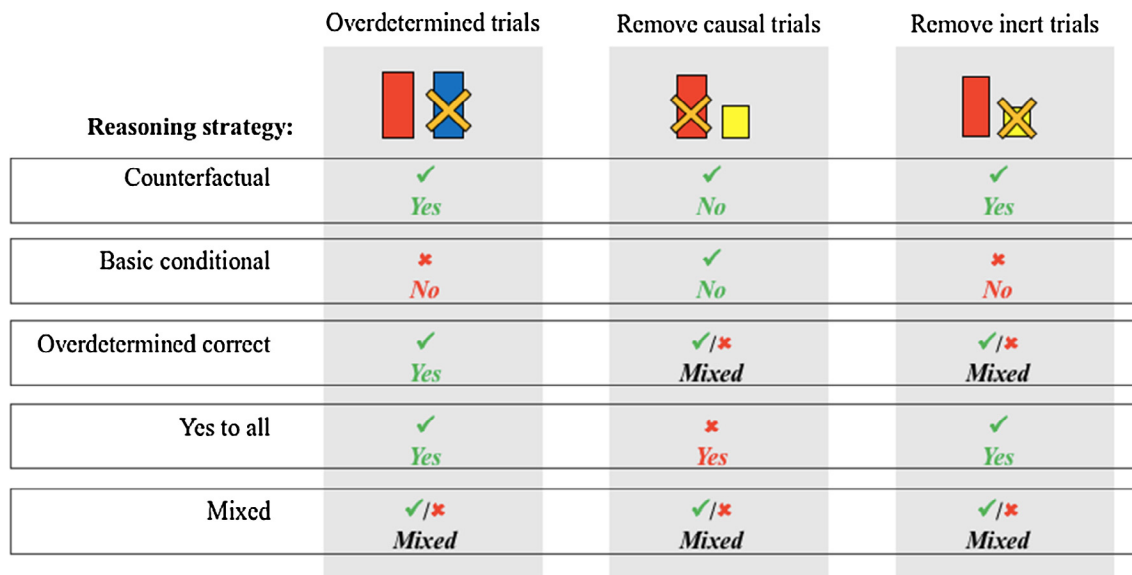 Overdetermined trials Remove causal trials Remove inert trials
Reasoning strategy:
Counterfactual
Yes No Yes
Basic conditional
No No No
Overdetermined correct
✓ ✓/✖ ✓/✖
Yes Mixed Mixed
Yes to all
Yes Yes Yes
Mixed
✓/✖ ✓/✖ ✓/✖
Mixed Mixed Mixed